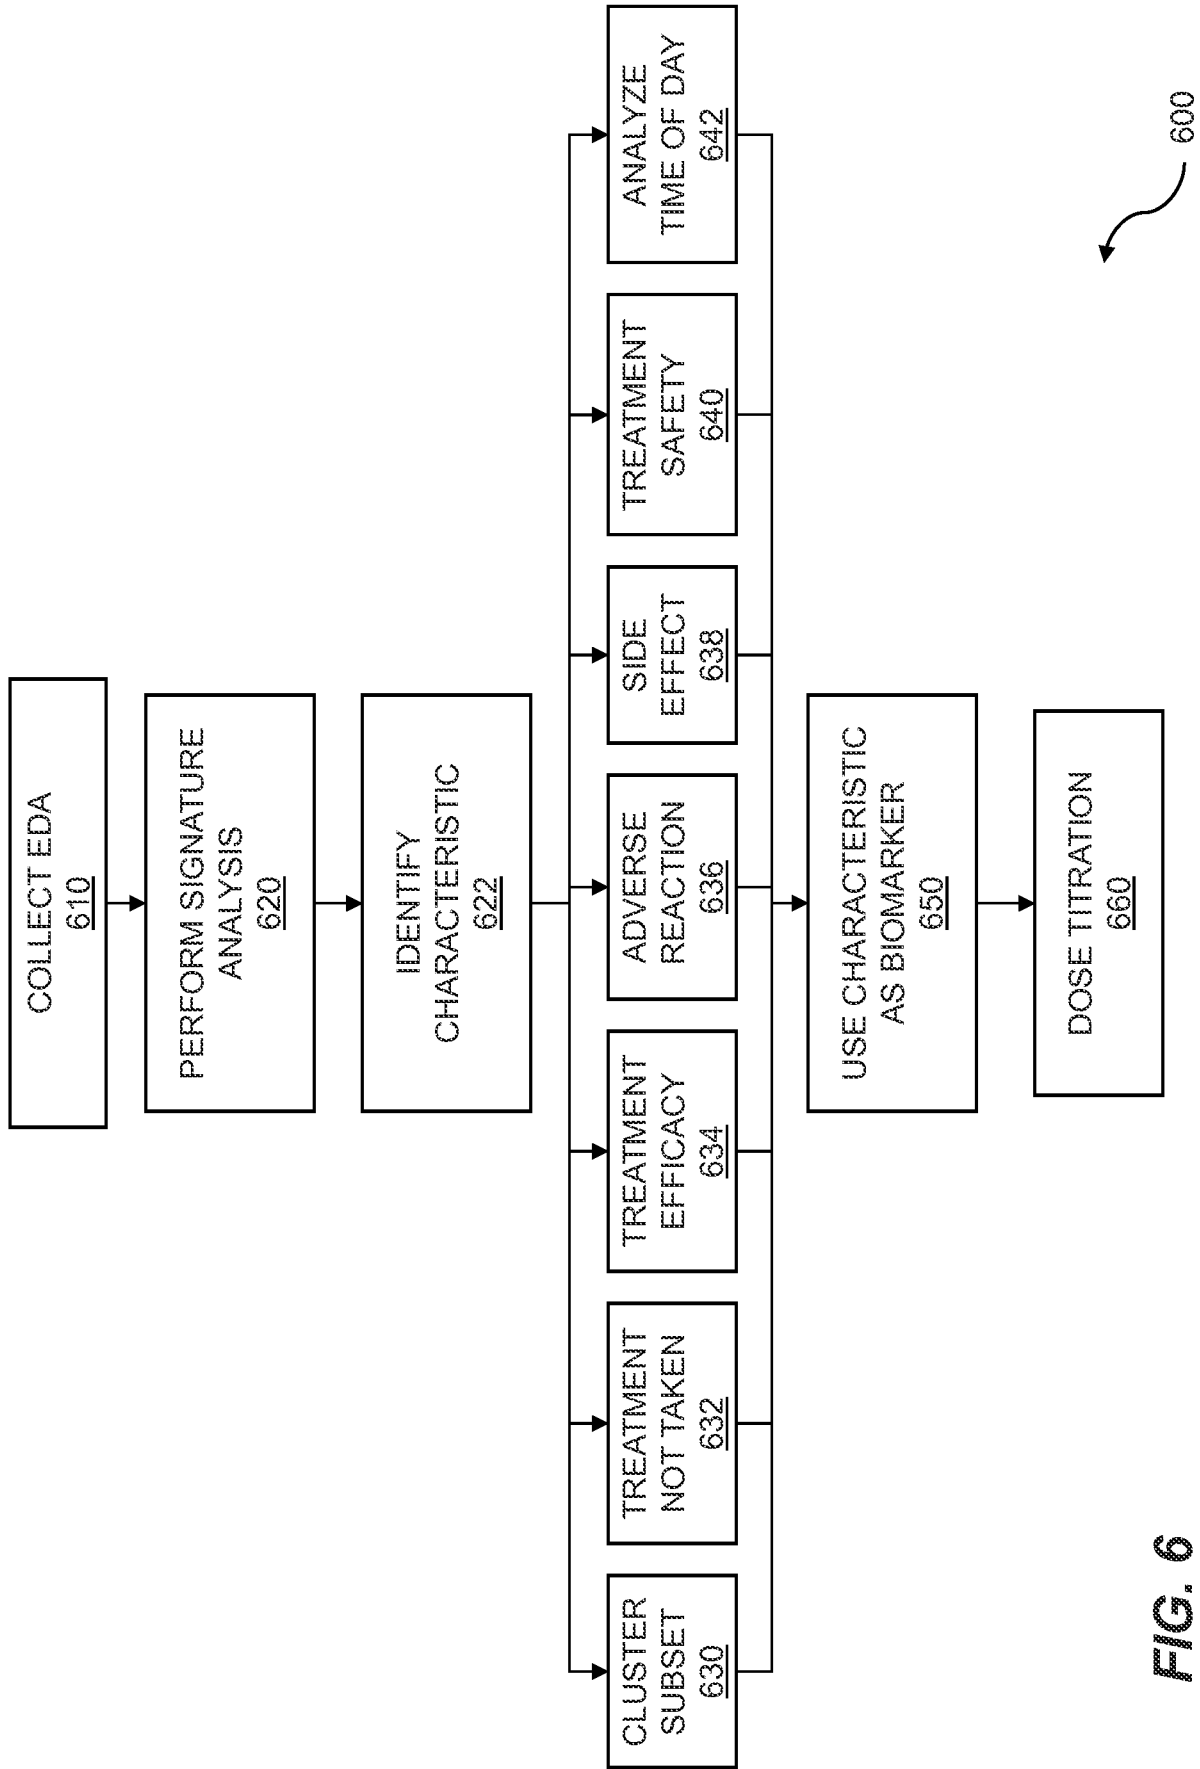 COLLECT EDA
610
PERFORM SIGNATURE
ANALYSIS
620
IDENTIFY
CHARACTERISTIC
622
CLUSTER
SUBSET
630
TREATMENT
NOT TAKEN
632
TREATMENT
EFFICACY
634
ADVERSE
REACTION
636
SIDE
EFFECT
638
TREATMENT
SAFETY
640
ANALYZE
TIME OF DAY
642
USE CHARACTERISTIC
AS BIOMARKER
650
DOSE TITRATION
660
600
FIG. 6